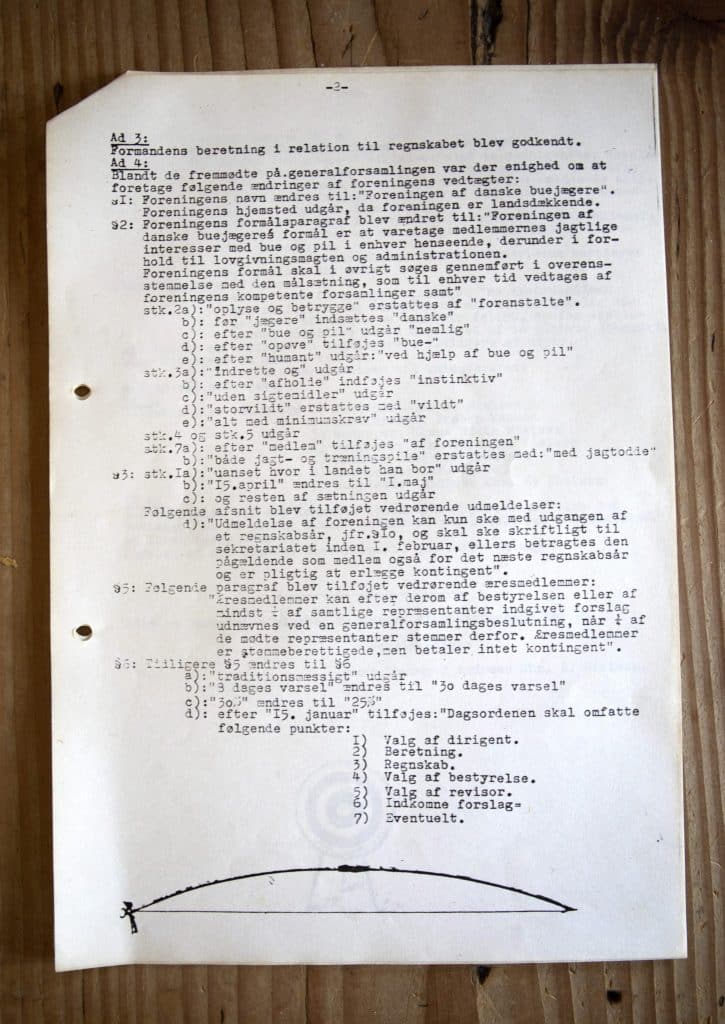 -2-
Ad 3:
Formandens beretning i relation til regnskabet blev godkendt.
Ad 4:
Blandt de fremmødte på.generalforsamlingen var der enighed om at
foretage følgende ændringer af foreningens vedtægter:
§I: Foreningens navn ændres til:"Foreningen af danske buejægere".
Foreningens hjemsted udgår, da foreningen er landsdækkende.
§2: Foreningens formålsparagraf blev ændret til:"Foreningen af
danske buejægereś formål er at varetage medlemmernes jagtlige
interesser med bue og pil i enhver henseende, derunder i for-
hold til lovgivningsmagten og administrationen.
Foreningens formål skal i øvrigt søges gennemført i overens-
stemmelse med den målsætning, som til enhver tid vedtages af
foreningens kompetente forsamlinger samt"
stk.2a):"oplyse og betrygge" erstattes af "foranstalte".
b): før "jægere" indsættes "danske"
c): efter "bue og pil" udgår "nemlig"
d): efter "opøve" tilføjes "bue-"
e): efter "humant" udgår:"ved hjælp af bue og pil"
stk.3a):"indrette og" udgår
b): efter "afholde" indføjes "instinktiv"
c):"uden sigtemidler" udgår
d):"storvildt" erstattes med "vildt"
e):"alt med minimumskrav" udgår
stk.4 og stk.5 udgår
stk.7a): efter "medlem" tilføjes "af foreningen"
b):"både jagt- og træningspile" erstattes med:"med jagtodde"
§3: stk.Ia):"uanset hvor i landet han bor" udgår
b):"I5.april" ændres til "I.maj"
c): og resten af sætningen udgår
Følgende afsnit blev tilføjet vedrørende udmeldelser:
d):"Udmeldelse af foreningen kan kun ske med udgangen af
et regnskabsår, jfr.§Io, og skal ske skriftligt til
sekretariatet inden I. februar, ellers betragtes den
pågældende som medlem også for det næste regnskabsår
og er pligtig at erlægge kontingent".
§5: Følgende paragraf blev tilføjet vedrørende æresmedlemmer:
"Æresmedlemmer kan efter derom af bestyrelsen eller af
mindst af samtlige repræsentanter indgivet forslag
udnævnes ved en generalforsamlingsbeslutning, når af
de mødte repræsentanter stemmer derfor. Æresmedlemmer
er stemmeberettigede,men betaler intet kontingent".
§6: Tidligere §5 ændres til §6
a):"traditionsmæssigt" udgår
b):"8 dages varsel" ændres til "3o dages varsel"
c):"3o%" ændres til "25%"
d): efter "I5. januar" tilføjes:"Dagsordenen skal omfatte
følgende punkter:
I) Valg af dirigent.
2) Beretning.
3) Regnskab.
4) Valg af bestyrelse.
5) Valg af revisor.
6) Indkomne forslag=
7) Eventuelt.